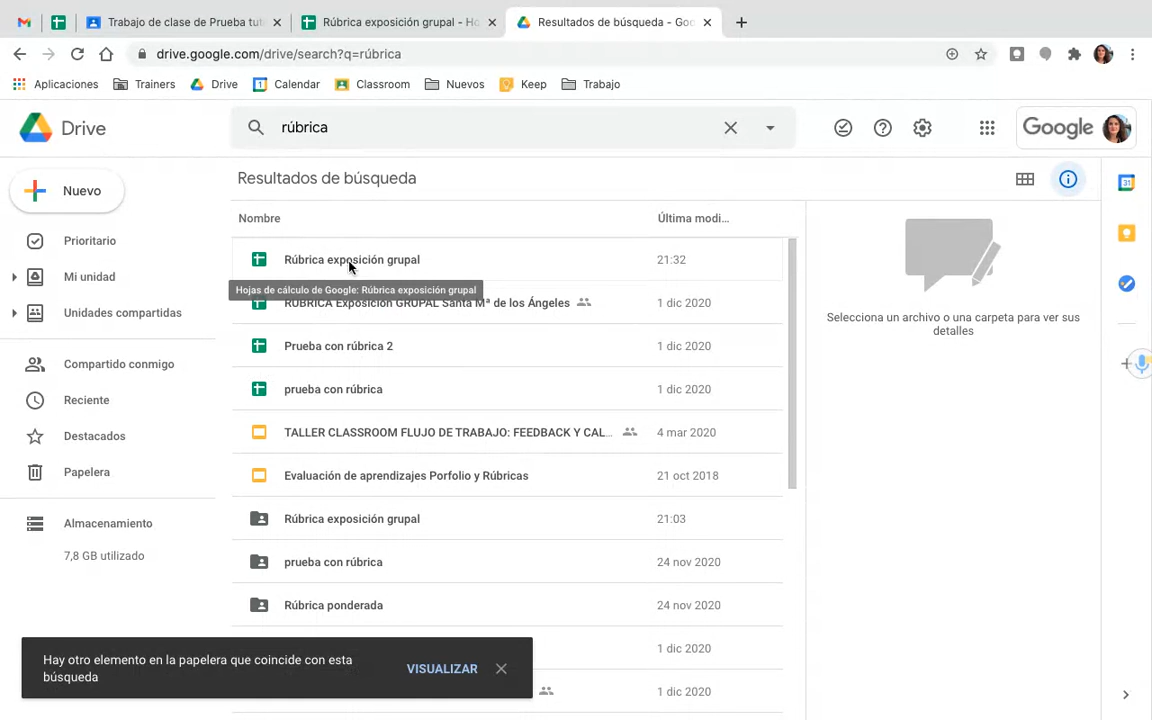 Trabajo de clase de Prueba tut
Rúbrica exposición grupal - Ho
Resultados de búsqueda - Goo
drive.google.com/drive/search?q=rúbrica
Aplicaciones
Trainers
Drive
Calendar
Classroom
Nuevos
Keep
Trabajo
Drive
rúbrica
Google
Nuevo
Prioritario
Mi unidad
Unidades compartidas
Compartido conmigo
Reciente
Destacados
Papelera
Almacenamiento
7,8 GB utilizado
Resultados de búsqueda
Nombre
Última modi...
Rúbrica exposición grupal
21:32
Hojas de cálculo de Google: Rúbrica exposición grupal
RÚBRICA Exposición GRUPAL Santa Mª de los Ángeles
1 dic 2020
Prueba con rúbrica 2
1 dic 2020
prueba con rúbrica
1 dic 2020
TALLER CLASSROOM FLUJO DE TRABAJO: FEEDBACK Y CAL...
4 mar 2020
Evaluación de aprendizajes Porfolio y Rúbricas
21 oct 2018
Rúbrica exposición grupal
21:03
prueba con rúbrica
24 nov 2020
Rúbrica ponderada
24 nov 2020
1 dic 2020
1 dic 2020
Selecciona un archivo o una carpeta para ver sus
detalles
31
Hay otro elemento en la papelera que coincide con esta
búsqueda
VISUALIZAR